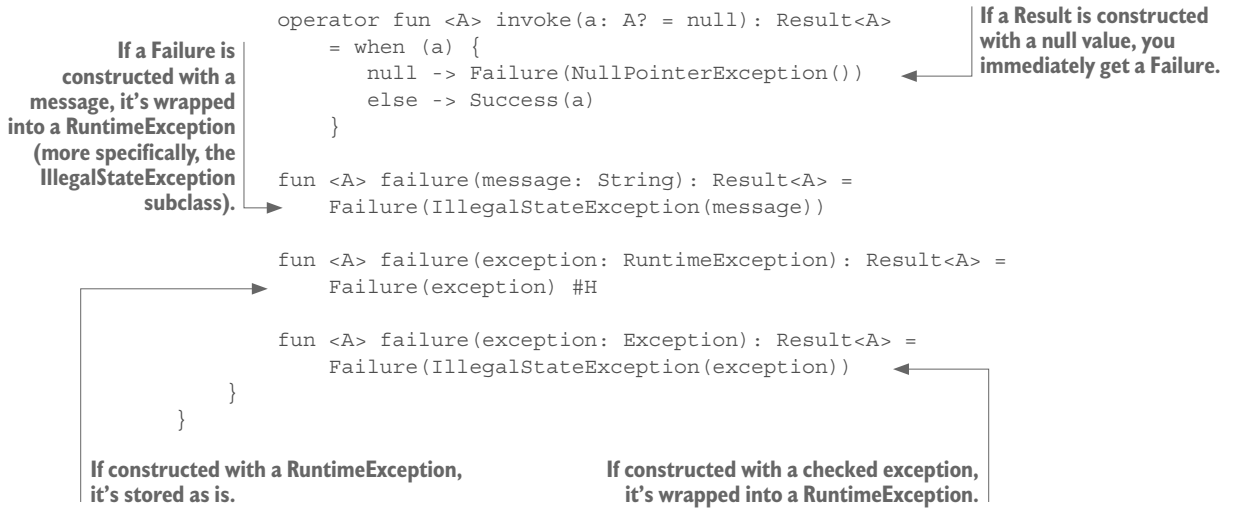 operator fun <A> invoke(a: A? = null): Result<A>
= when (a) {
null -> Failure(NullPointerException())
else -> Success(a)
}
If a Result is constructed
with a null value, you
immediately get a Failure.
If a Failure is
constructed with a
message, it's wrapped
into a RuntimeException
(more specifically, the
IllegalStateException
subclass).
fun <A> failure(message: String): Result<A> =
Failure(IllegalStateException(message))
fun <A> failure(exception: RuntimeException): Result<A> =
Failure(exception) #H
fun <A> failure(exception: Exception): Result<A> =
Failure(IllegalStateException(exception))
}
}
If constructed with a RuntimeException,
it's stored as is.
If constructed with a checked exception,
it's wrapped into a RuntimeException.